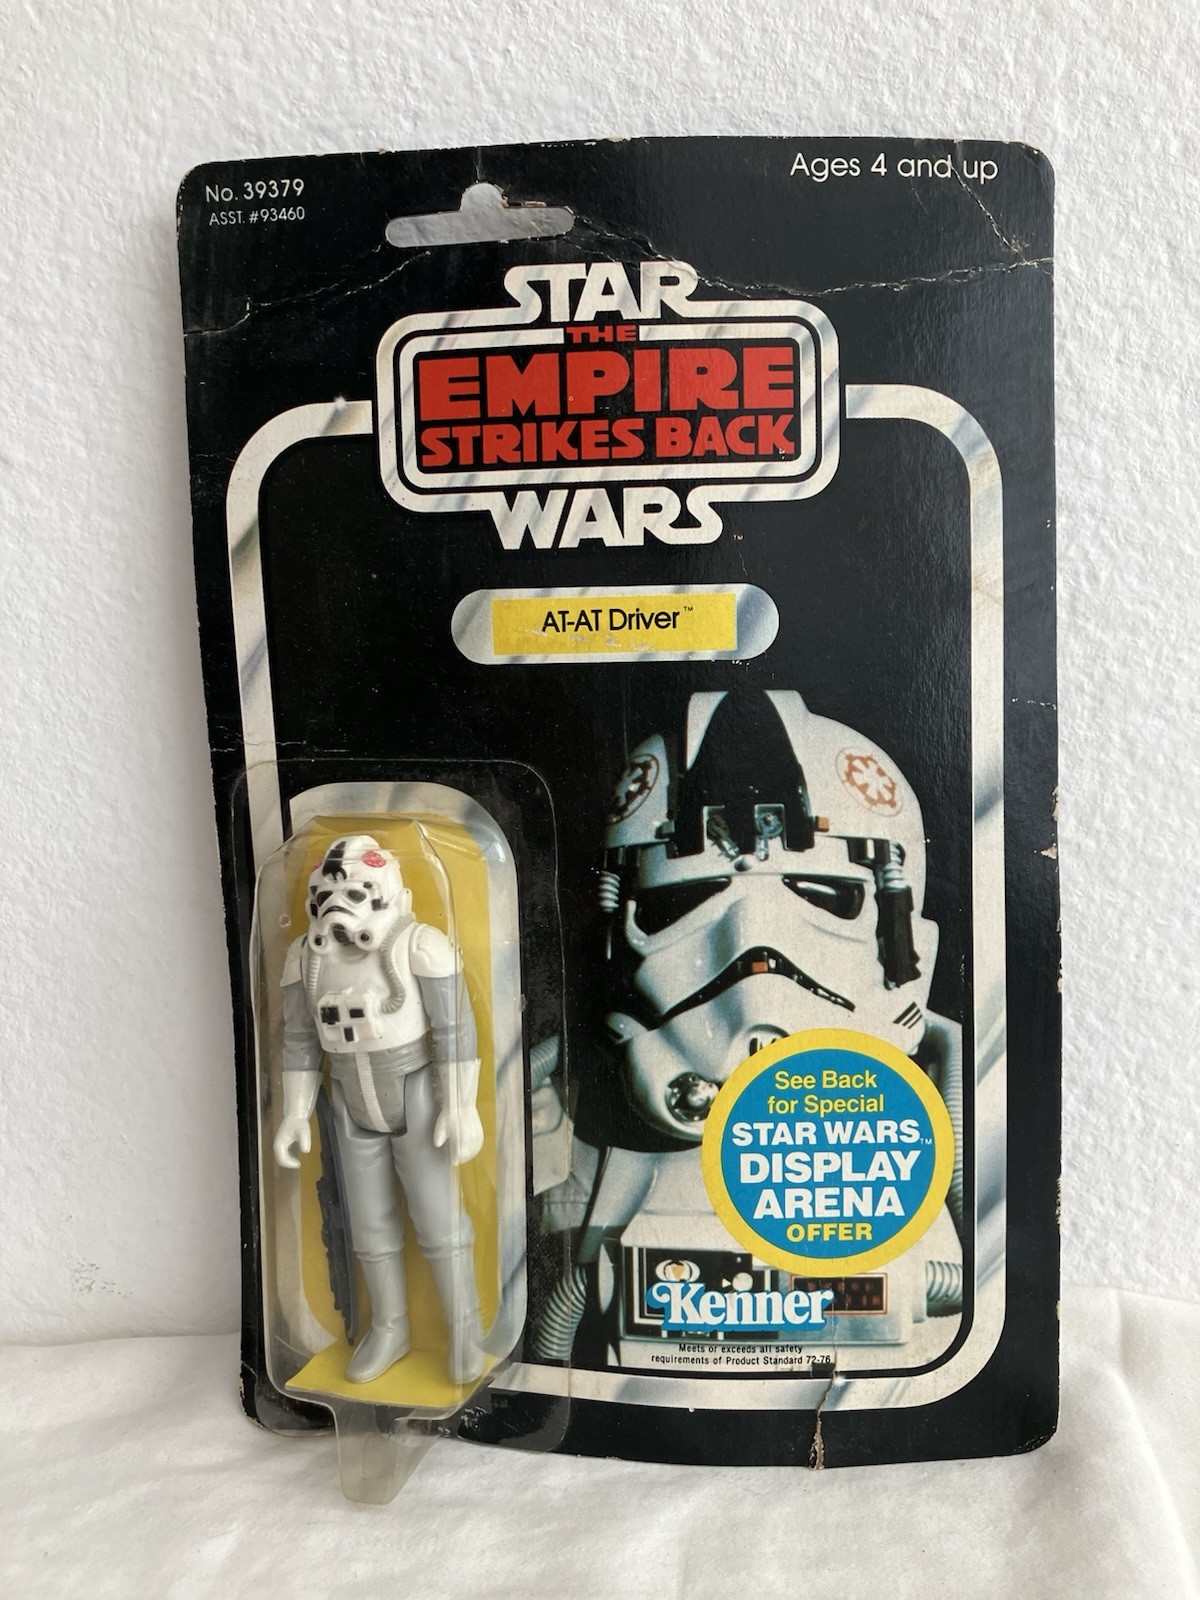 No. 39379
ASST. #93460
Ages 4 and up
STAR
THE
EMPIRE
STRIKES BACK
WARS™
AT-AT Driver™
See Back
for Special
STAR WARS™
DISPLAY
ARENA
OFFER
Kenner
Meets or exceeds all safety
requirements of Product Standard 72-76